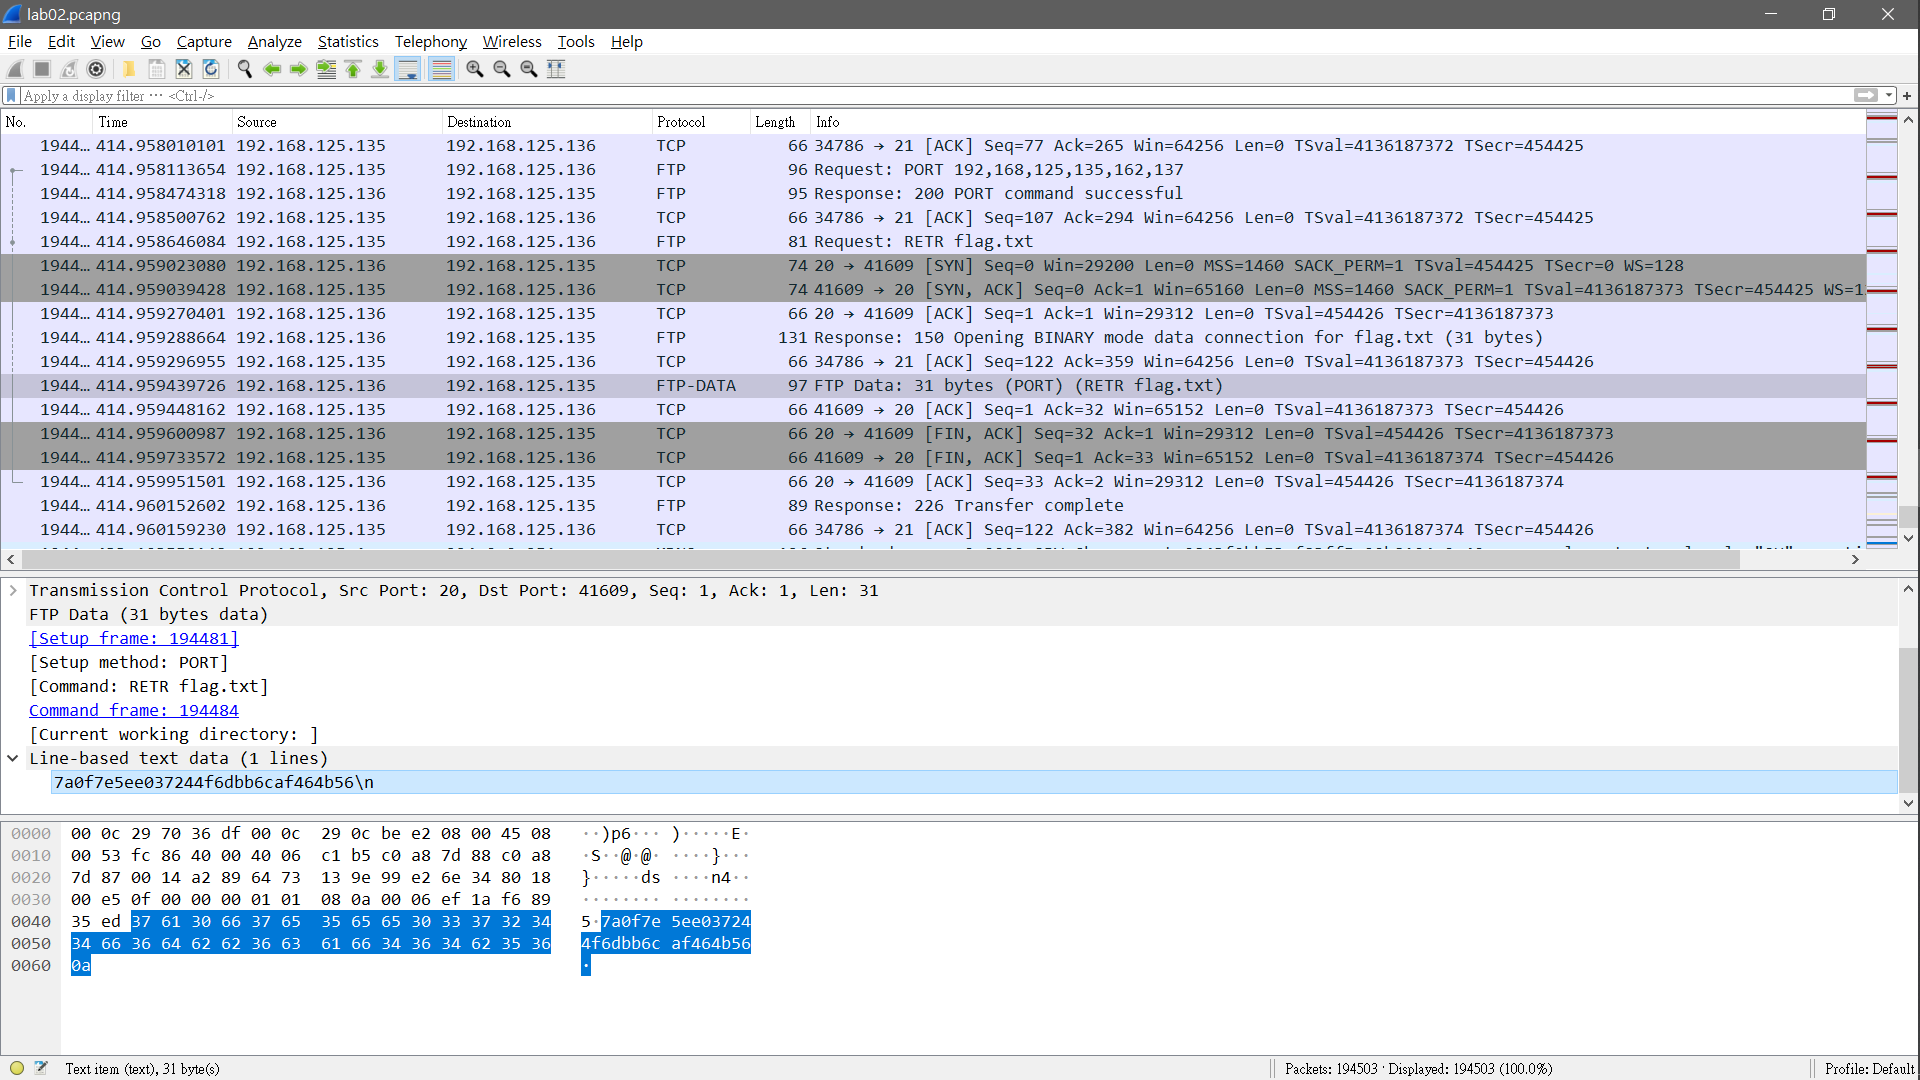 lab02.pcapng
File Edit View Go Capture Analyze Statistics Telephony Wireless Tools Help
Apply a display filter ··· <Ctrl-/>
No. Time Source Destination Protocol Length Info
1944… 414.958010101 192.168.125.135 192.168.125.136 TCP 66 34786 → 21 [ACK] Seq=77 Ack=265 Win=64256 Len=0 TSval=4136187372 TSecr=454425
1944… 414.958113654 192.168.125.135 192.168.125.136 FTP 96 Request: PORT 192,168,125,135,162,137
1944… 414.958474318 192.168.125.136 192.168.125.135 FTP 95 Response: 200 PORT command successful
1944… 414.958500762 192.168.125.135 192.168.125.136 TCP 66 34786 → 21 [ACK] Seq=107 Ack=294 Win=64256 Len=0 TSval=4136187372 TSecr=454425
1944… 414.958646084 192.168.125.135 192.168.125.136 FTP 81 Request: RETR flag.txt
1944… 414.959023080 192.168.125.136 192.168.125.135 TCP 74 20 → 41609 [SYN] Seq=0 Win=29200 Len=0 MSS=1460 SACK_PERM=1 TSval=454425 TSecr=0 WS=128
1944… 414.959039428 192.168.125.135 192.168.125.136 TCP 74 41609 → 20 [SYN, ACK] Seq=0 Ack=1 Win=65160 Len=0 MSS=1460 SACK_PERM=1 TSval=4136187373 TSecr=454425 WS=1
1944… 414.959270401 192.168.125.136 192.168.125.135 TCP 66 20 → 41609 [ACK] Seq=1 Ack=1 Win=29312 Len=0 TSval=454426 TSecr=4136187373
1944… 414.959288664 192.168.125.136 192.168.125.135 FTP 131 Response: 150 Opening BINARY mode data connection for flag.txt (31 bytes)
1944… 414.959296955 192.168.125.135 192.168.125.136 TCP 66 34786 → 21 [ACK] Seq=122 Ack=359 Win=64256 Len=0 TSval=4136187373 TSecr=454426
1944… 414.959439726 192.168.125.136 192.168.125.135 FTP-DATA 97 FTP Data: 31 bytes (PORT) (RETR flag.txt)
1944… 414.959448162 192.168.125.135 192.168.125.136 TCP 66 41609 → 20 [ACK] Seq=1 Ack=32 Win=65152 Len=0 TSval=4136187373 TSecr=454426
1944… 414.959600987 192.168.125.136 192.168.125.135 TCP 66 20 → 41609 [FIN, ACK] Seq=32 Ack=1 Win=29312 Len=0 TSval=454426 TSecr=4136187373
1944… 414.959733572 192.168.125.135 192.168.125.136 TCP 66 41609 → 20 [FIN, ACK] Seq=1 Ack=33 Win=65152 Len=0 TSval=4136187374 TSecr=454426
1944… 414.959951501 192.168.125.136 192.168.125.135 TCP 66 20 → 41609 [ACK] Seq=33 Ack=2 Win=29312 Len=0 TSval=454426 TSecr=4136187374
1944… 414.960152602 192.168.125.136 192.168.125.135 FTP 89 Response: 226 Transfer complete
1944… 414.960159230 192.168.125.135 192.168.125.136 TCP 66 34786 → 21 [ACK] Seq=122 Ack=382 Win=64256 Len=0 TSval=4136187374 TSecr=454426
Transmission Control Protocol, Src Port: 20, Dst Port: 41609, Seq: 1, Ack: 1, Len: 31
FTP Data (31 bytes data)
[Setup frame: 194481]
[Setup method: PORT]
[Command: RETR flag.txt]
Command frame: 194484
[Current working directory: ]
Line-based text data (1 lines)
7a0f7e5ee037244f6dbb6caf464b56\n
0000 00 0c 29 70 36 df 00 0c 29 0c be e2 08 00 45 08 ··)p6··· )·····E·
0010 00 53 fc 86 40 00 40 06 c1 b5 c0 a8 7d 88 c0 a8 ·S··@·@· ····}···
0020 7d 87 00 14 a2 89 64 73 13 9e 99 e2 6e 34 80 18 }·····ds ····n4··
0030 00 e5 0f 00 00 00 01 01 08 0a 00 06 ef 1a f6 89 ········ ········
0040 35 ed 37 61 30 66 37 65 35 65 65 30 33 37 32 34 5·7a0f7e 5ee03724
0050 34 66 36 64 62 62 36 63 61 66 34 36 34 62 35 36 4f6dbb6c af464b56
0060 0a ·
Text item (text), 31 byte(s) Packets: 194503 · Displayed: 194503 (100.0%) Profile: Default